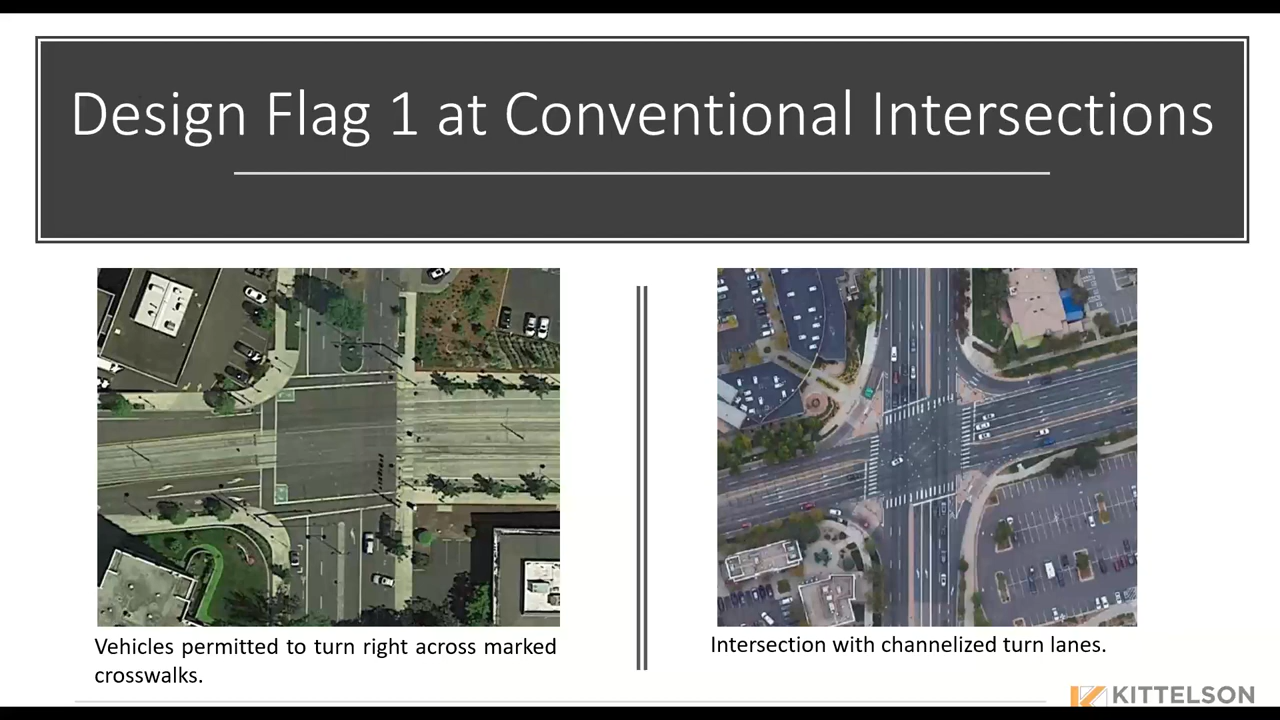 Design Flag 1 at Conventional Intersections
Vehicles permitted to turn right across marked
crosswalks.
Intersection with channelized turn lanes.
KITTELSON